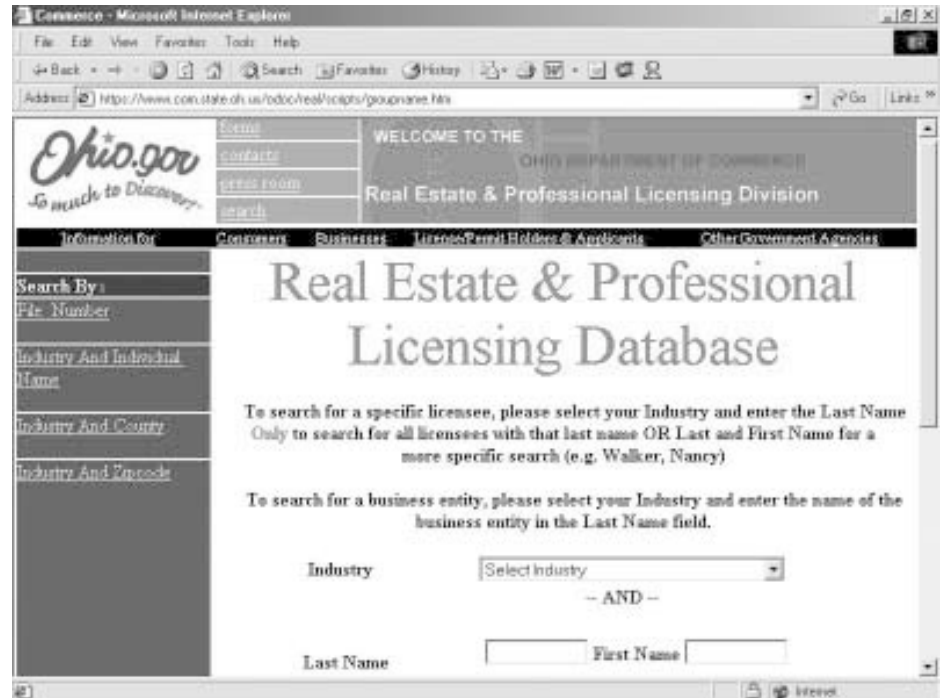 Commerce - Microsoft Internet Explorer
File Edit View Favorites Tools Help
Back Search Favorites History
Address https://www.com.state.oh.us/odoc/real/scripts/groupname.htm Go Links »
Ohio.gov
So much to Discover.
forms
contacts
press room
search
WELCOME TO THE
OHIO DEPARTMENT OF COMMERCE
Real Estate & Professional Licensing Division
Information for Consumers Businesses License/Permit Holders & Applicants Other Government Agencies
Search By:
File Number
Industry And Individual
Name
Industry And County
Industry And Zipcode
Real Estate & Professional
Licensing Database
To search for a specific licensee, please select your Industry and enter the Last Name
Only to search for all licensees with that last name OR Last and First Name for a
more specific search (e.g. Walker, Nancy)
To search for a business entity, please select your Industry and enter the name of the
business entity in the Last Name field.
Industry Select Industry
-- AND --
Last Name First Name
Internet